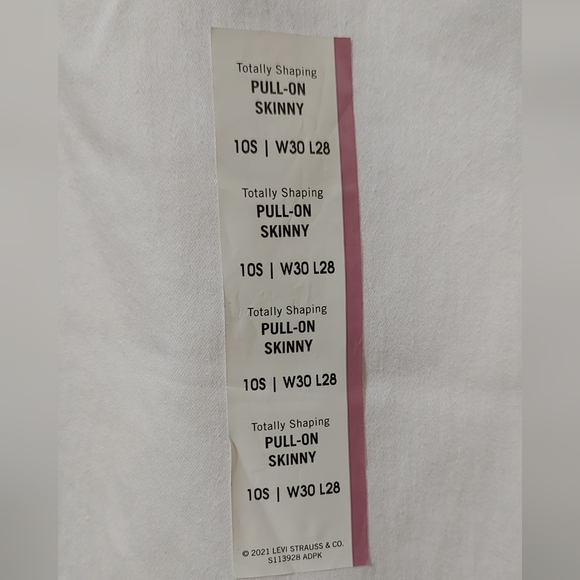 Totally Shaping
PULL-ON
SKINNY
10S | W30 L28
Totally Shaping
PULL-ON
SKINNY
10S | W30 L28
Totally Shaping
PULL-ON
SKINNY
10S | W30 L28
Totally Shaping
PULL-ON
SKINNY
10S | W30 L28
© 2021 LEVI STRAUSS & CO.
S113928 ADPK